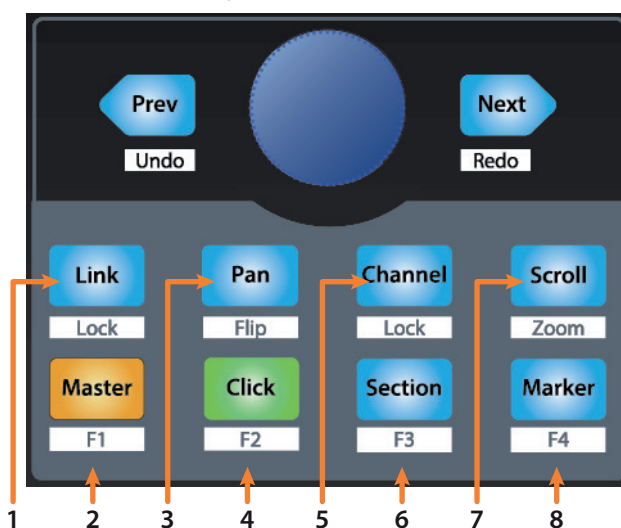 Prev Next
Undo Redo
Link Pan Channel Scroll
Lock Flip Lock Zoom
Master Click Section Marker
F1 F2 F3 F4
1 2 3 4 5 6 7 8